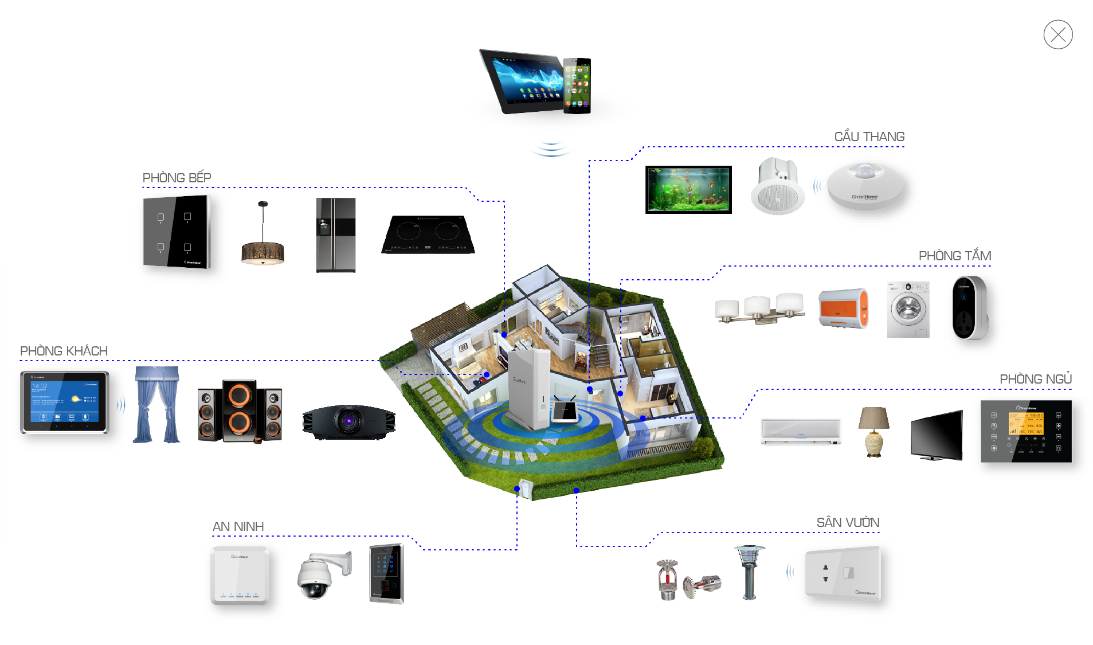 CẦU THANG
PHÒNG BẾP
PHÒNG TẮM
PHÒNG KHÁCH
PHÒNG NGỦ
AN NINH
SÂN VƯỜN